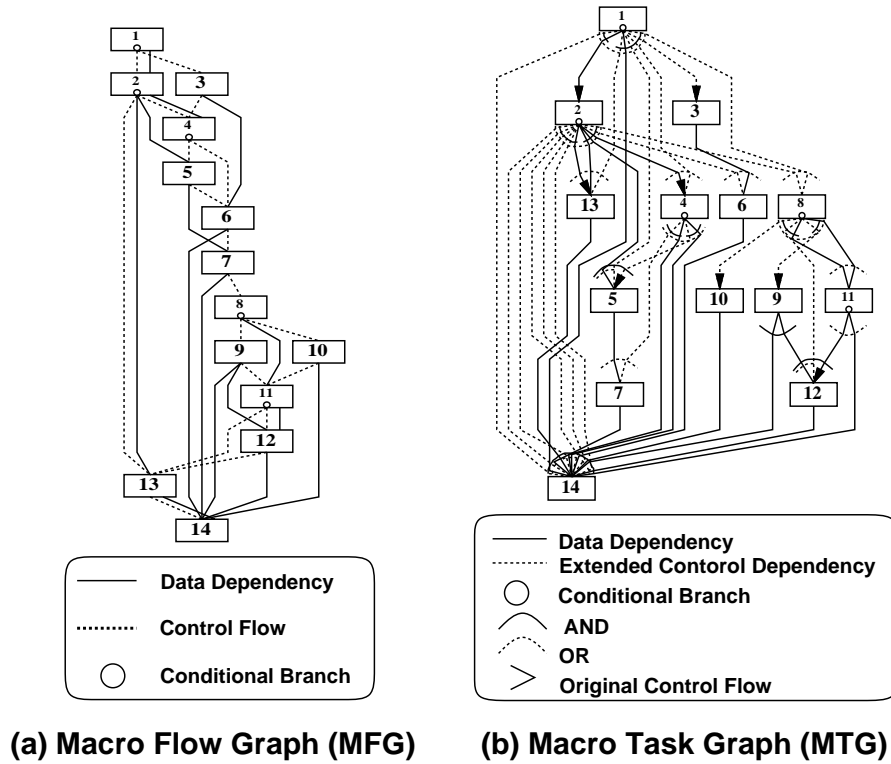 1
2
3
4
5
6
7
8
9
10
11
12
13
14
Data Dependency
Control Flow
Conditional Branch
(a) Macro Flow Graph (MFG)
1
2
3
13
4
6
8
5
10
9
11
7
12
14
Data Dependency
Extended Contorol Dependency
Conditional Branch
AND
OR
Original Control Flow
(b) Macro Task Graph (MTG)